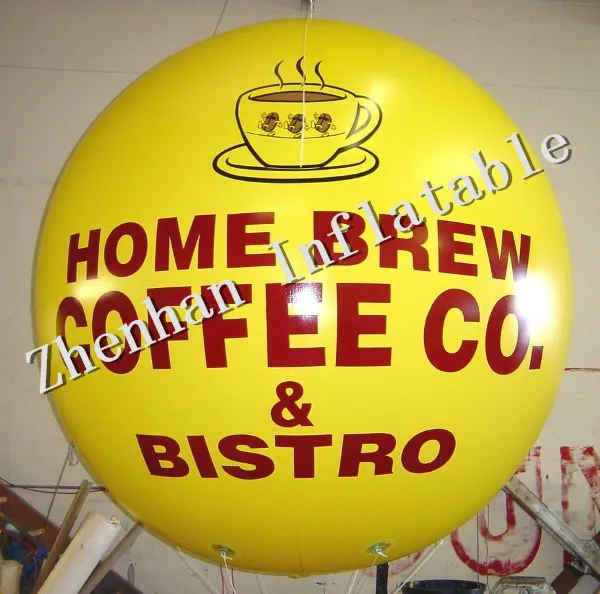 HOME BREW
COFFEE CO.
&
BISTRO
Zhenhan Inflatable